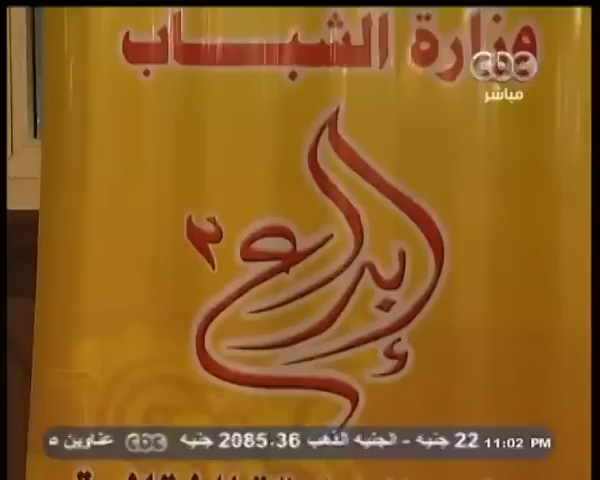 وزارة الشباب
cbc
مباشر
إبداع ٢
عناوين cbc 22 جنيه - الجنيه الذهب 2085.36 جنيه
11:02 PM